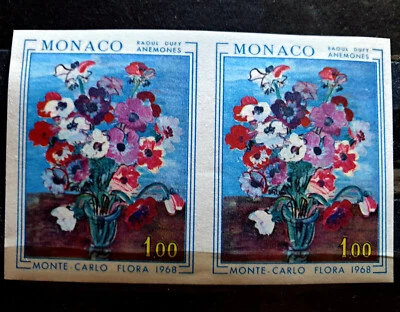 MONACO RAOUL DUFY
ANEMONES
1.00
MONTE-CARLO FLORA 1968
MONACO RAOUL DUFY
ANEMONES
1.00
MONTE-CARLO FLORA 1968